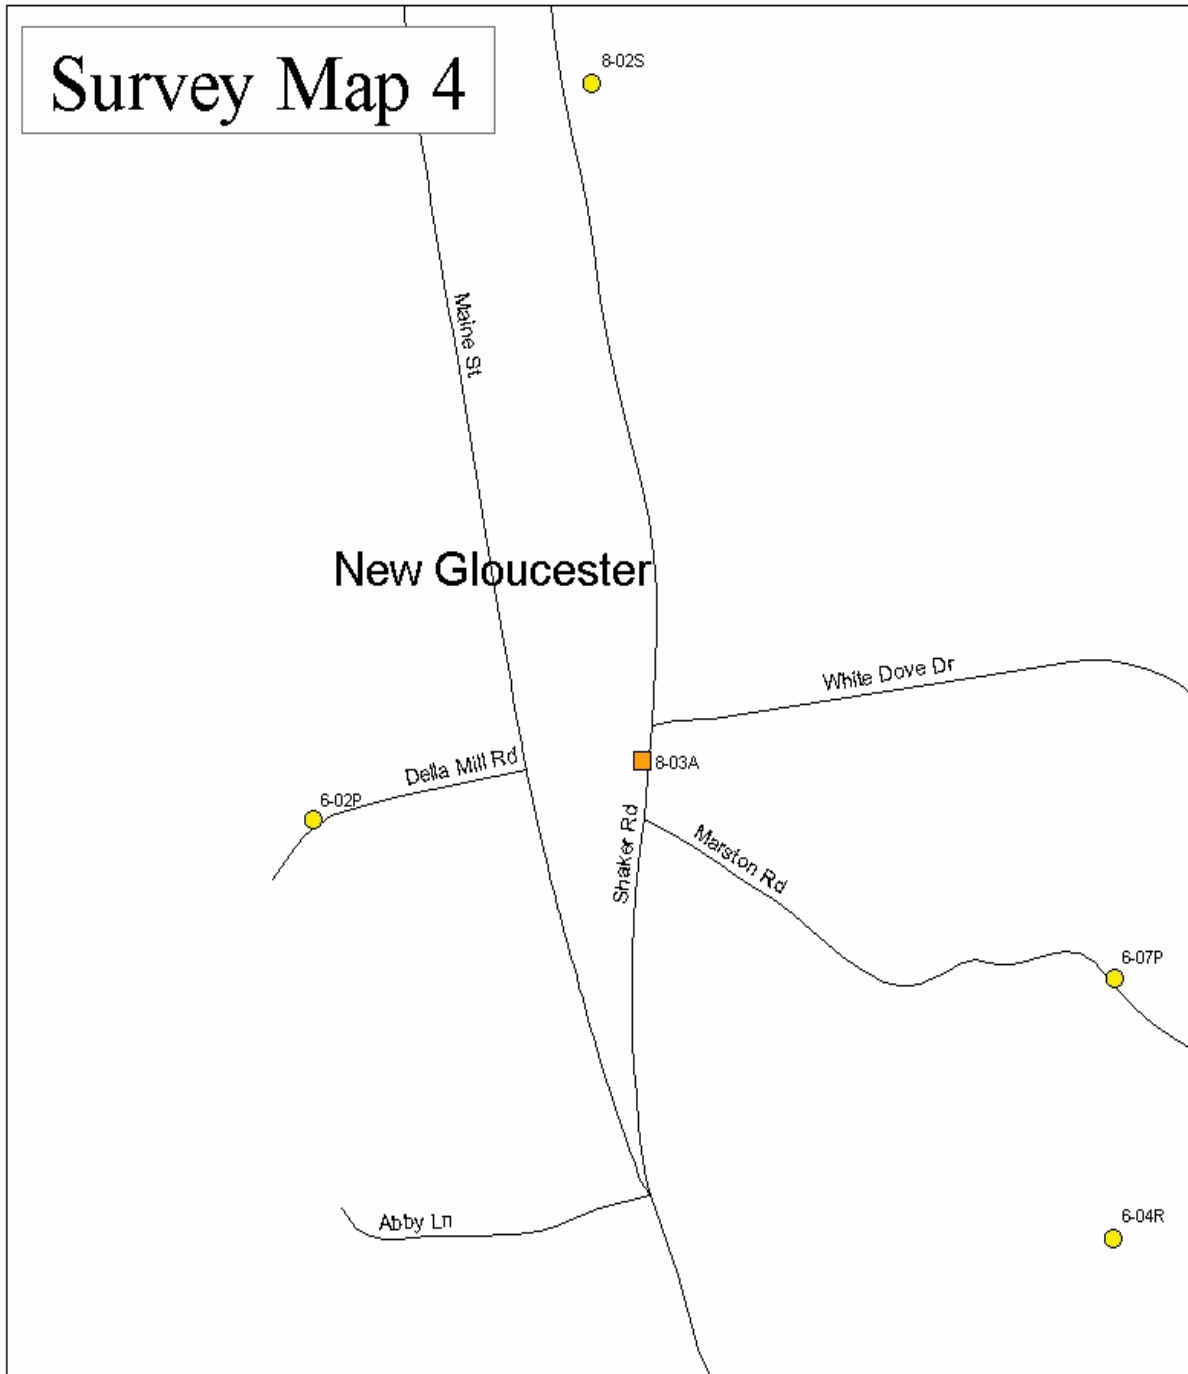 8-02S
Survey Map 4
Maine St
New Gloucester
White Dove Dr
Della Mill Rd
8-03A
6-02P
Shaker Rd
Marston Rd
6-07P
6-04R
Abby Ln